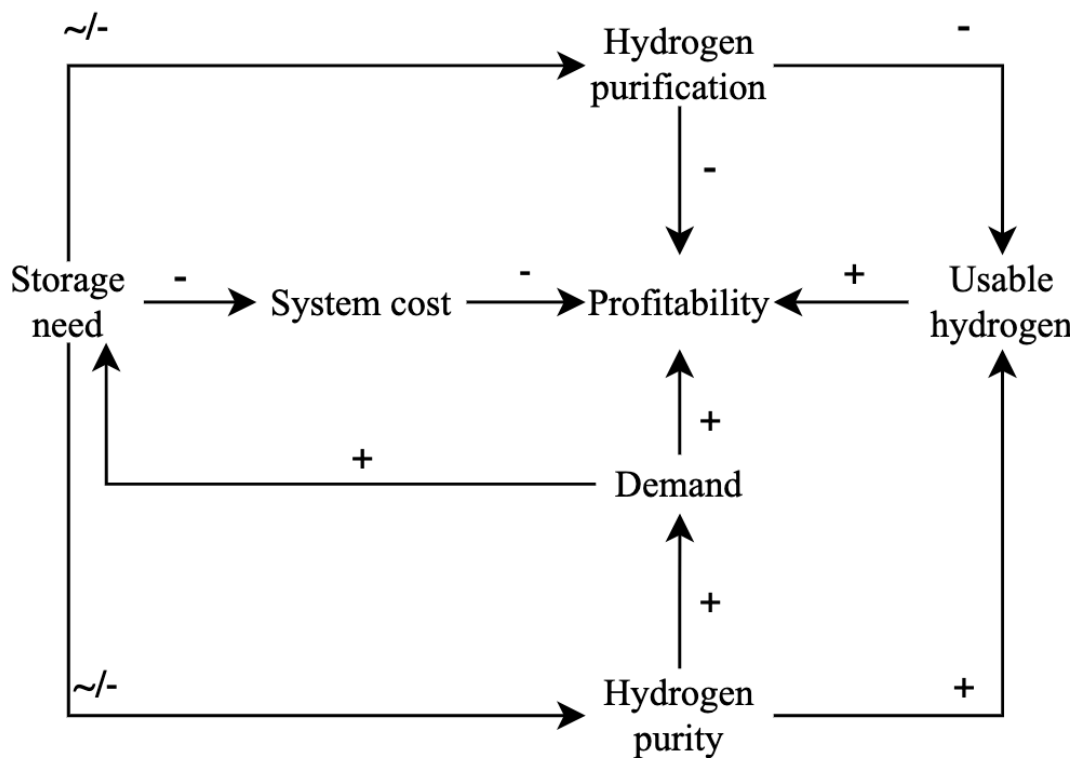 ~/-
-
Hydrogen
purification
-
Storage
need
-
System cost
-
Profitability
+
Usable
hydrogen
+
+
Demand
+
~/-
Hydrogen
purity
+